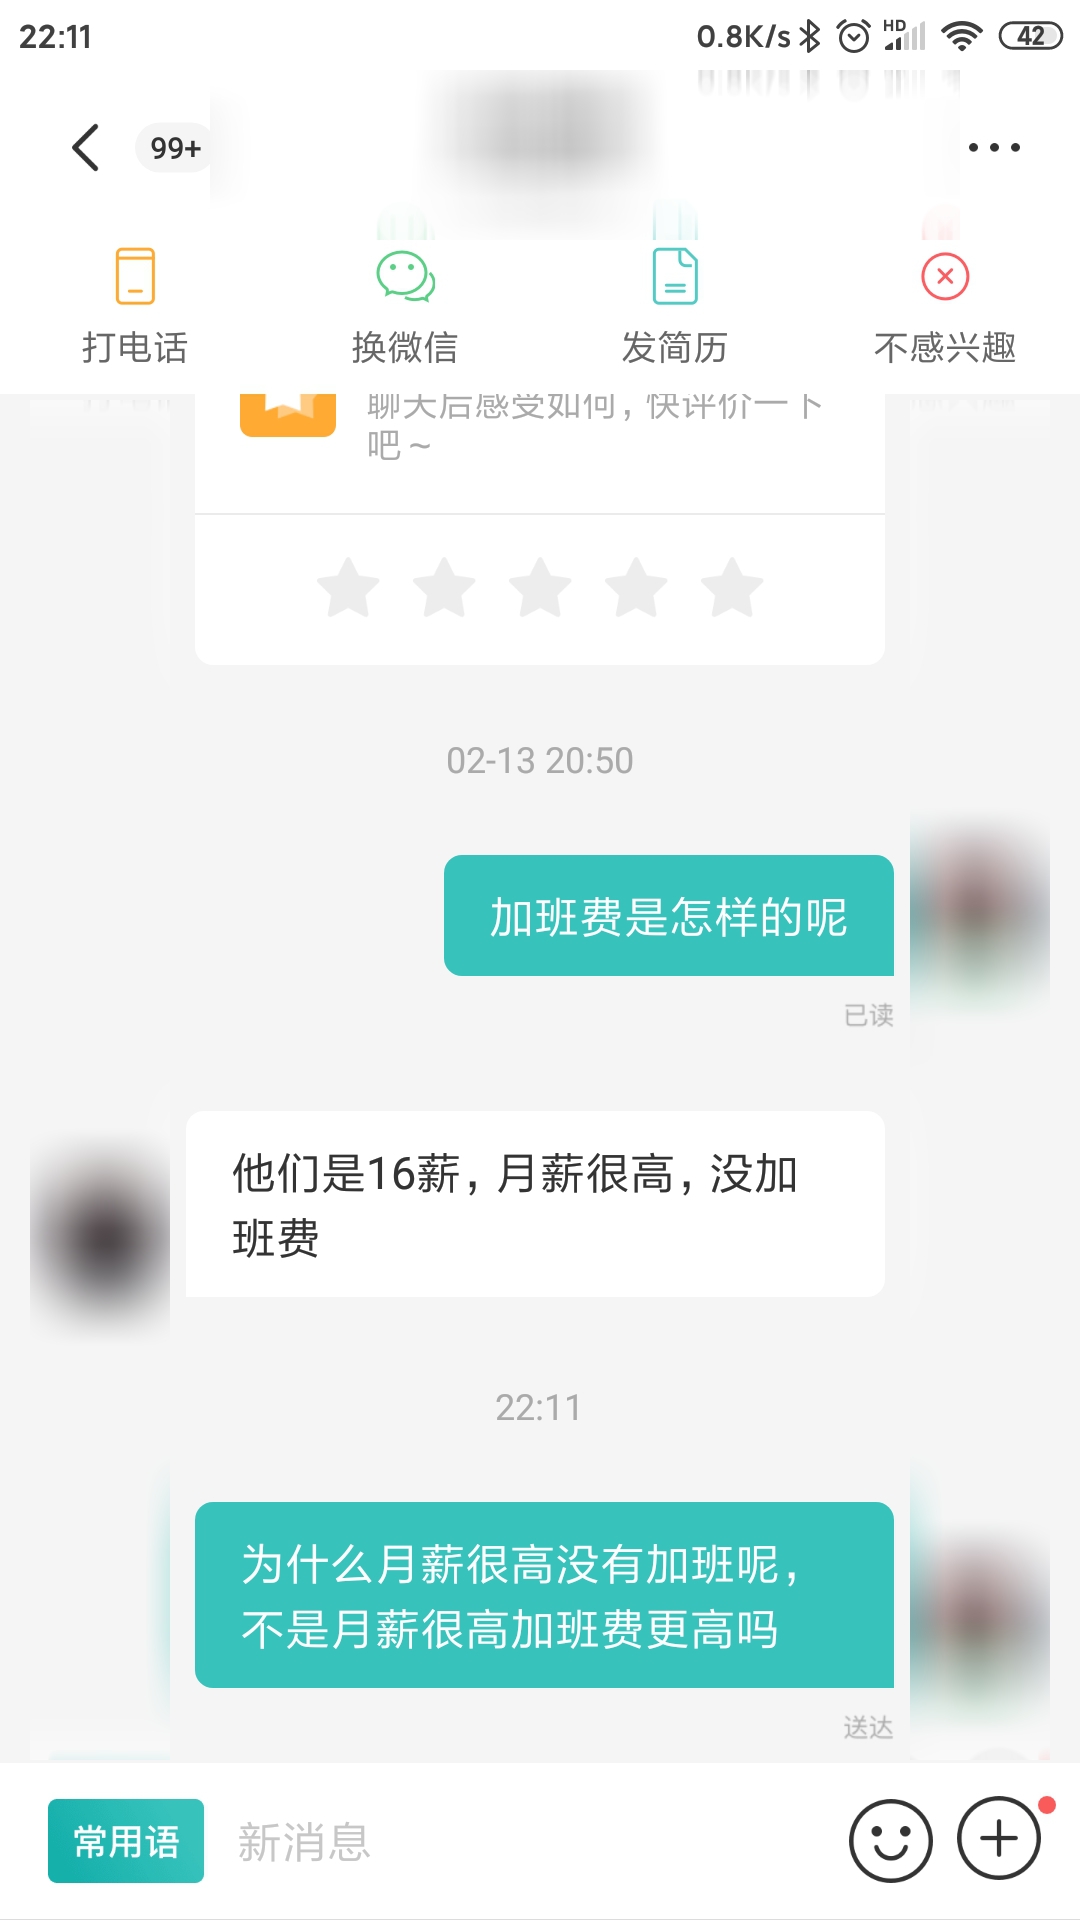 22:11
0.8K/s
HD
42
99+
打电话
换微信
发简历
不感兴趣
聊天后感受如何，快评价一下
吧～
02-13 20:50
加班费是怎样的呢
已读
他们是16薪，月薪很高，没加
班费
22:11
为什么月薪很高没有加班呢，
不是月薪很高加班费更高吗
送达
常用语
新消息